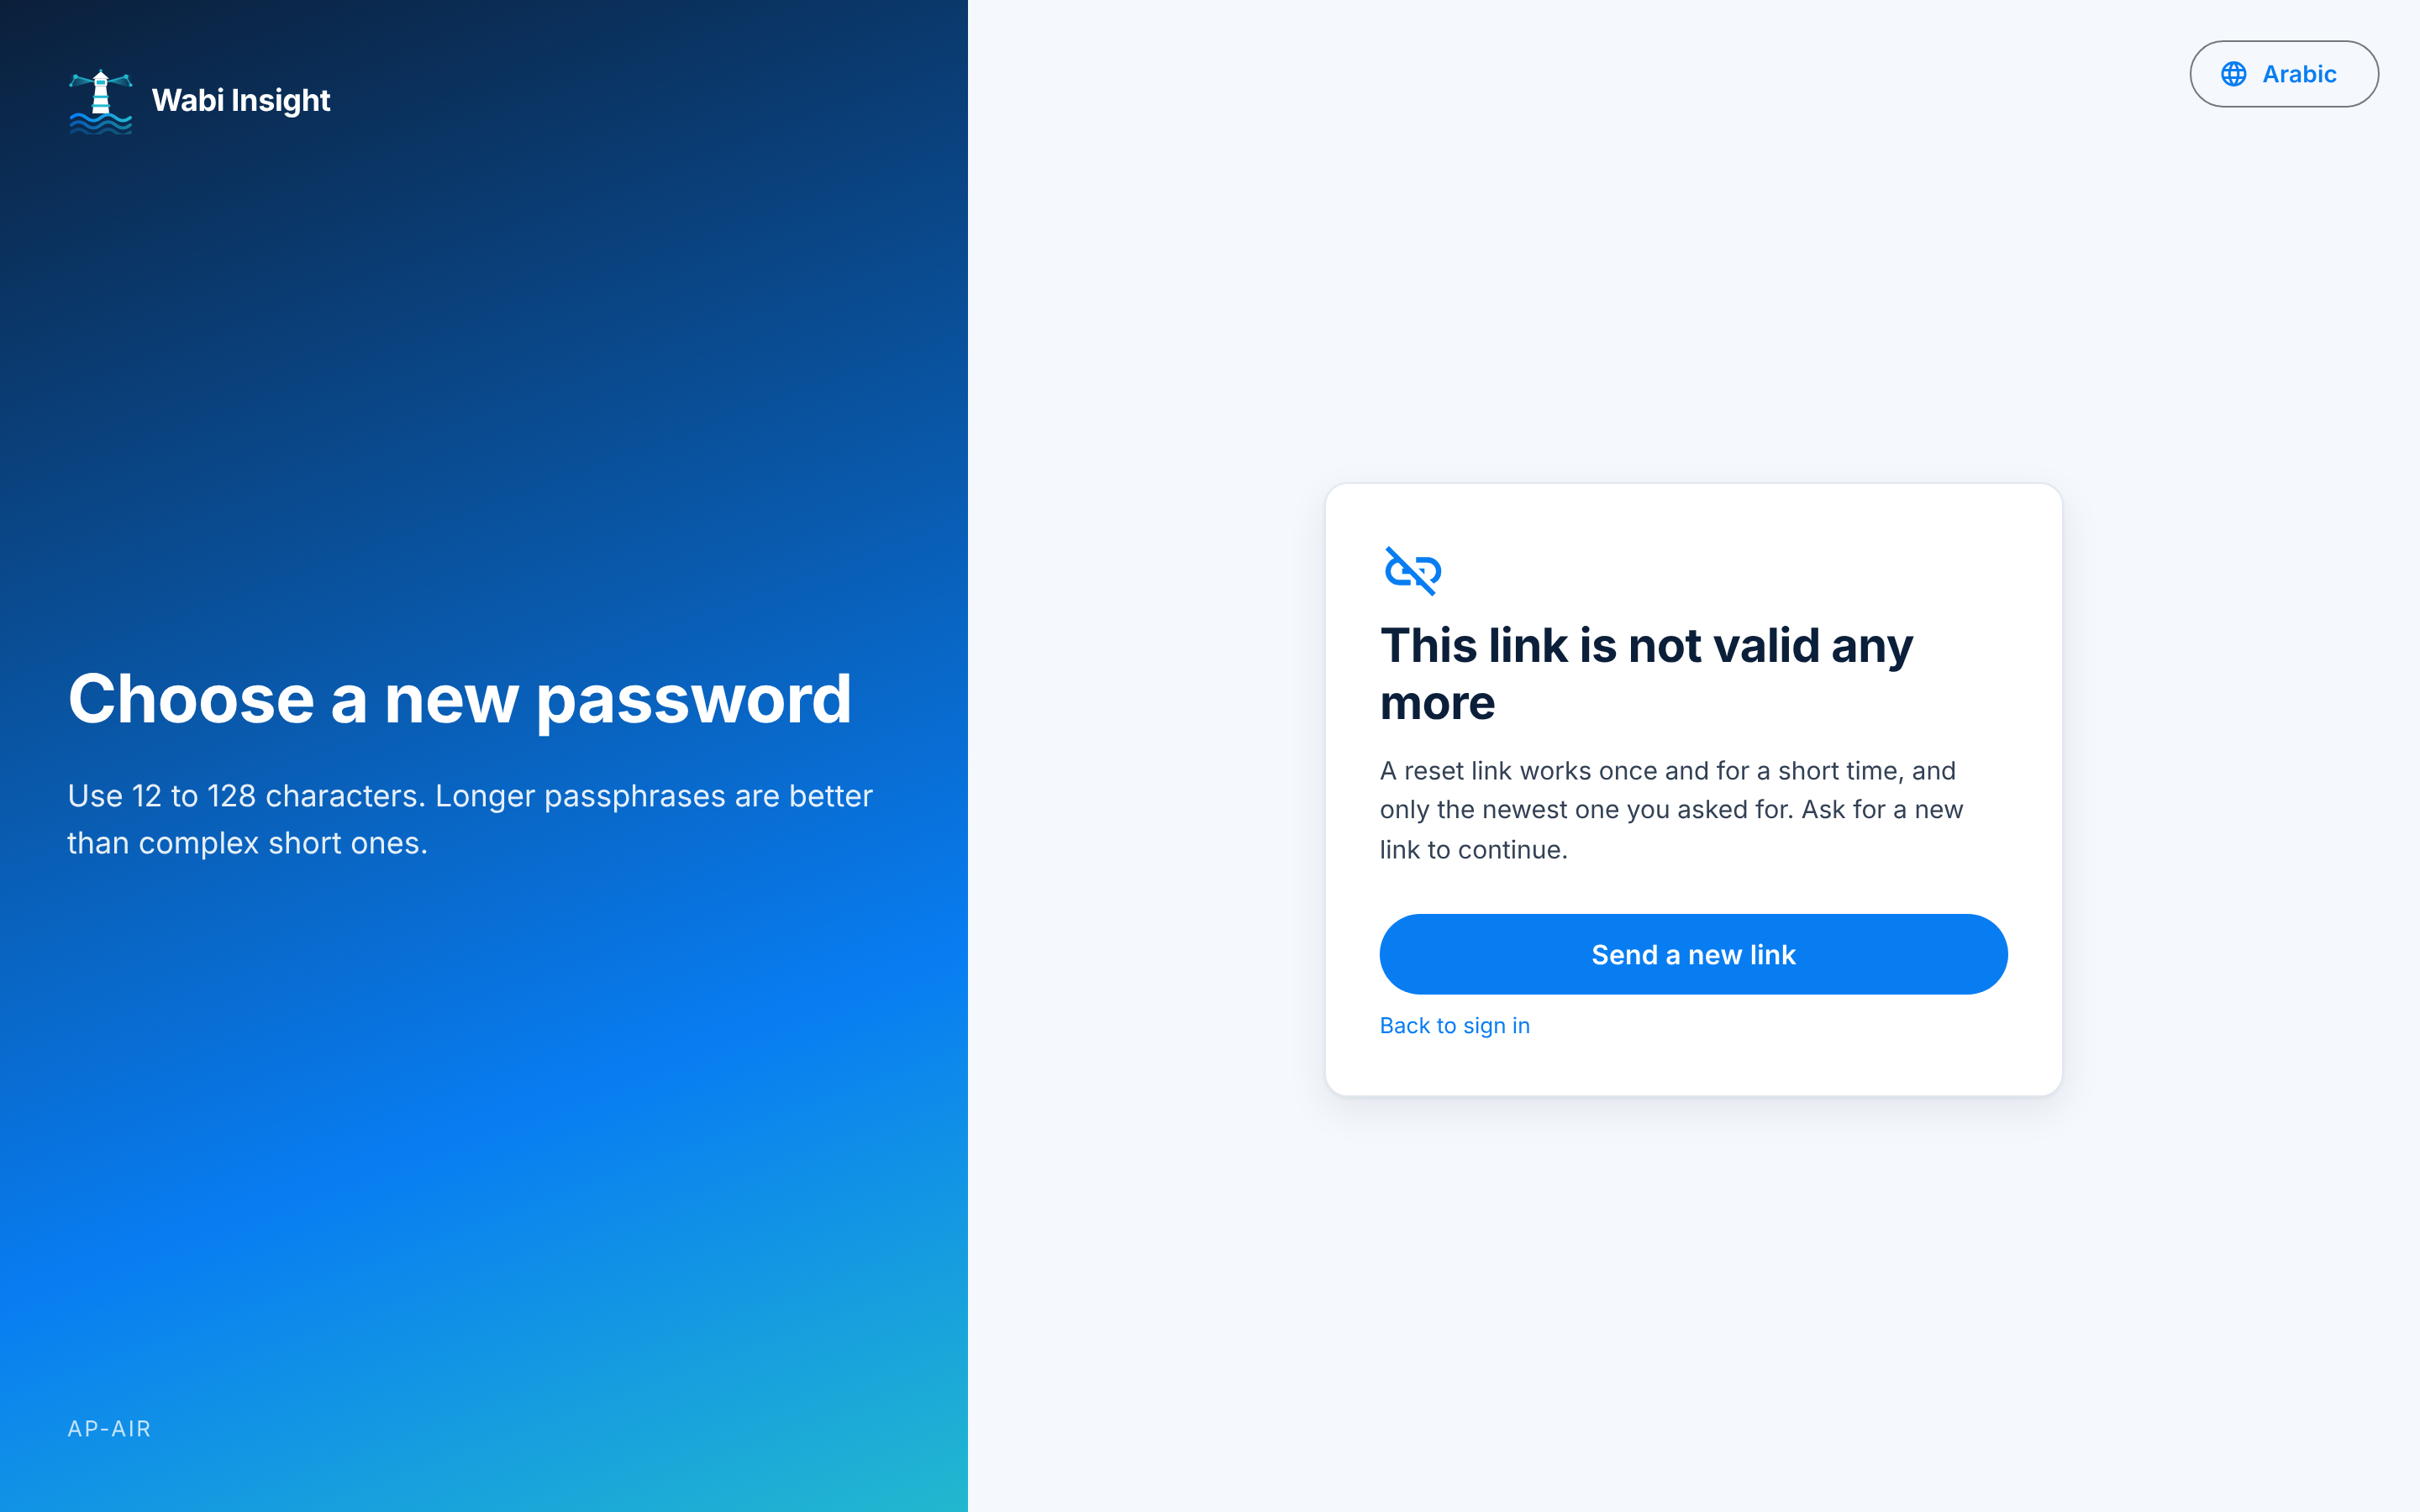 Wabi Insight
Arabic
Choose a new password
Use 12 to 128 characters. Longer passphrases are better
than complex short ones.
This link is not valid any
more
A reset link works once and for a short time, and
only the newest one you asked for. Ask for a new
link to continue.
Send a new link
Back to sign in
AP-AIR